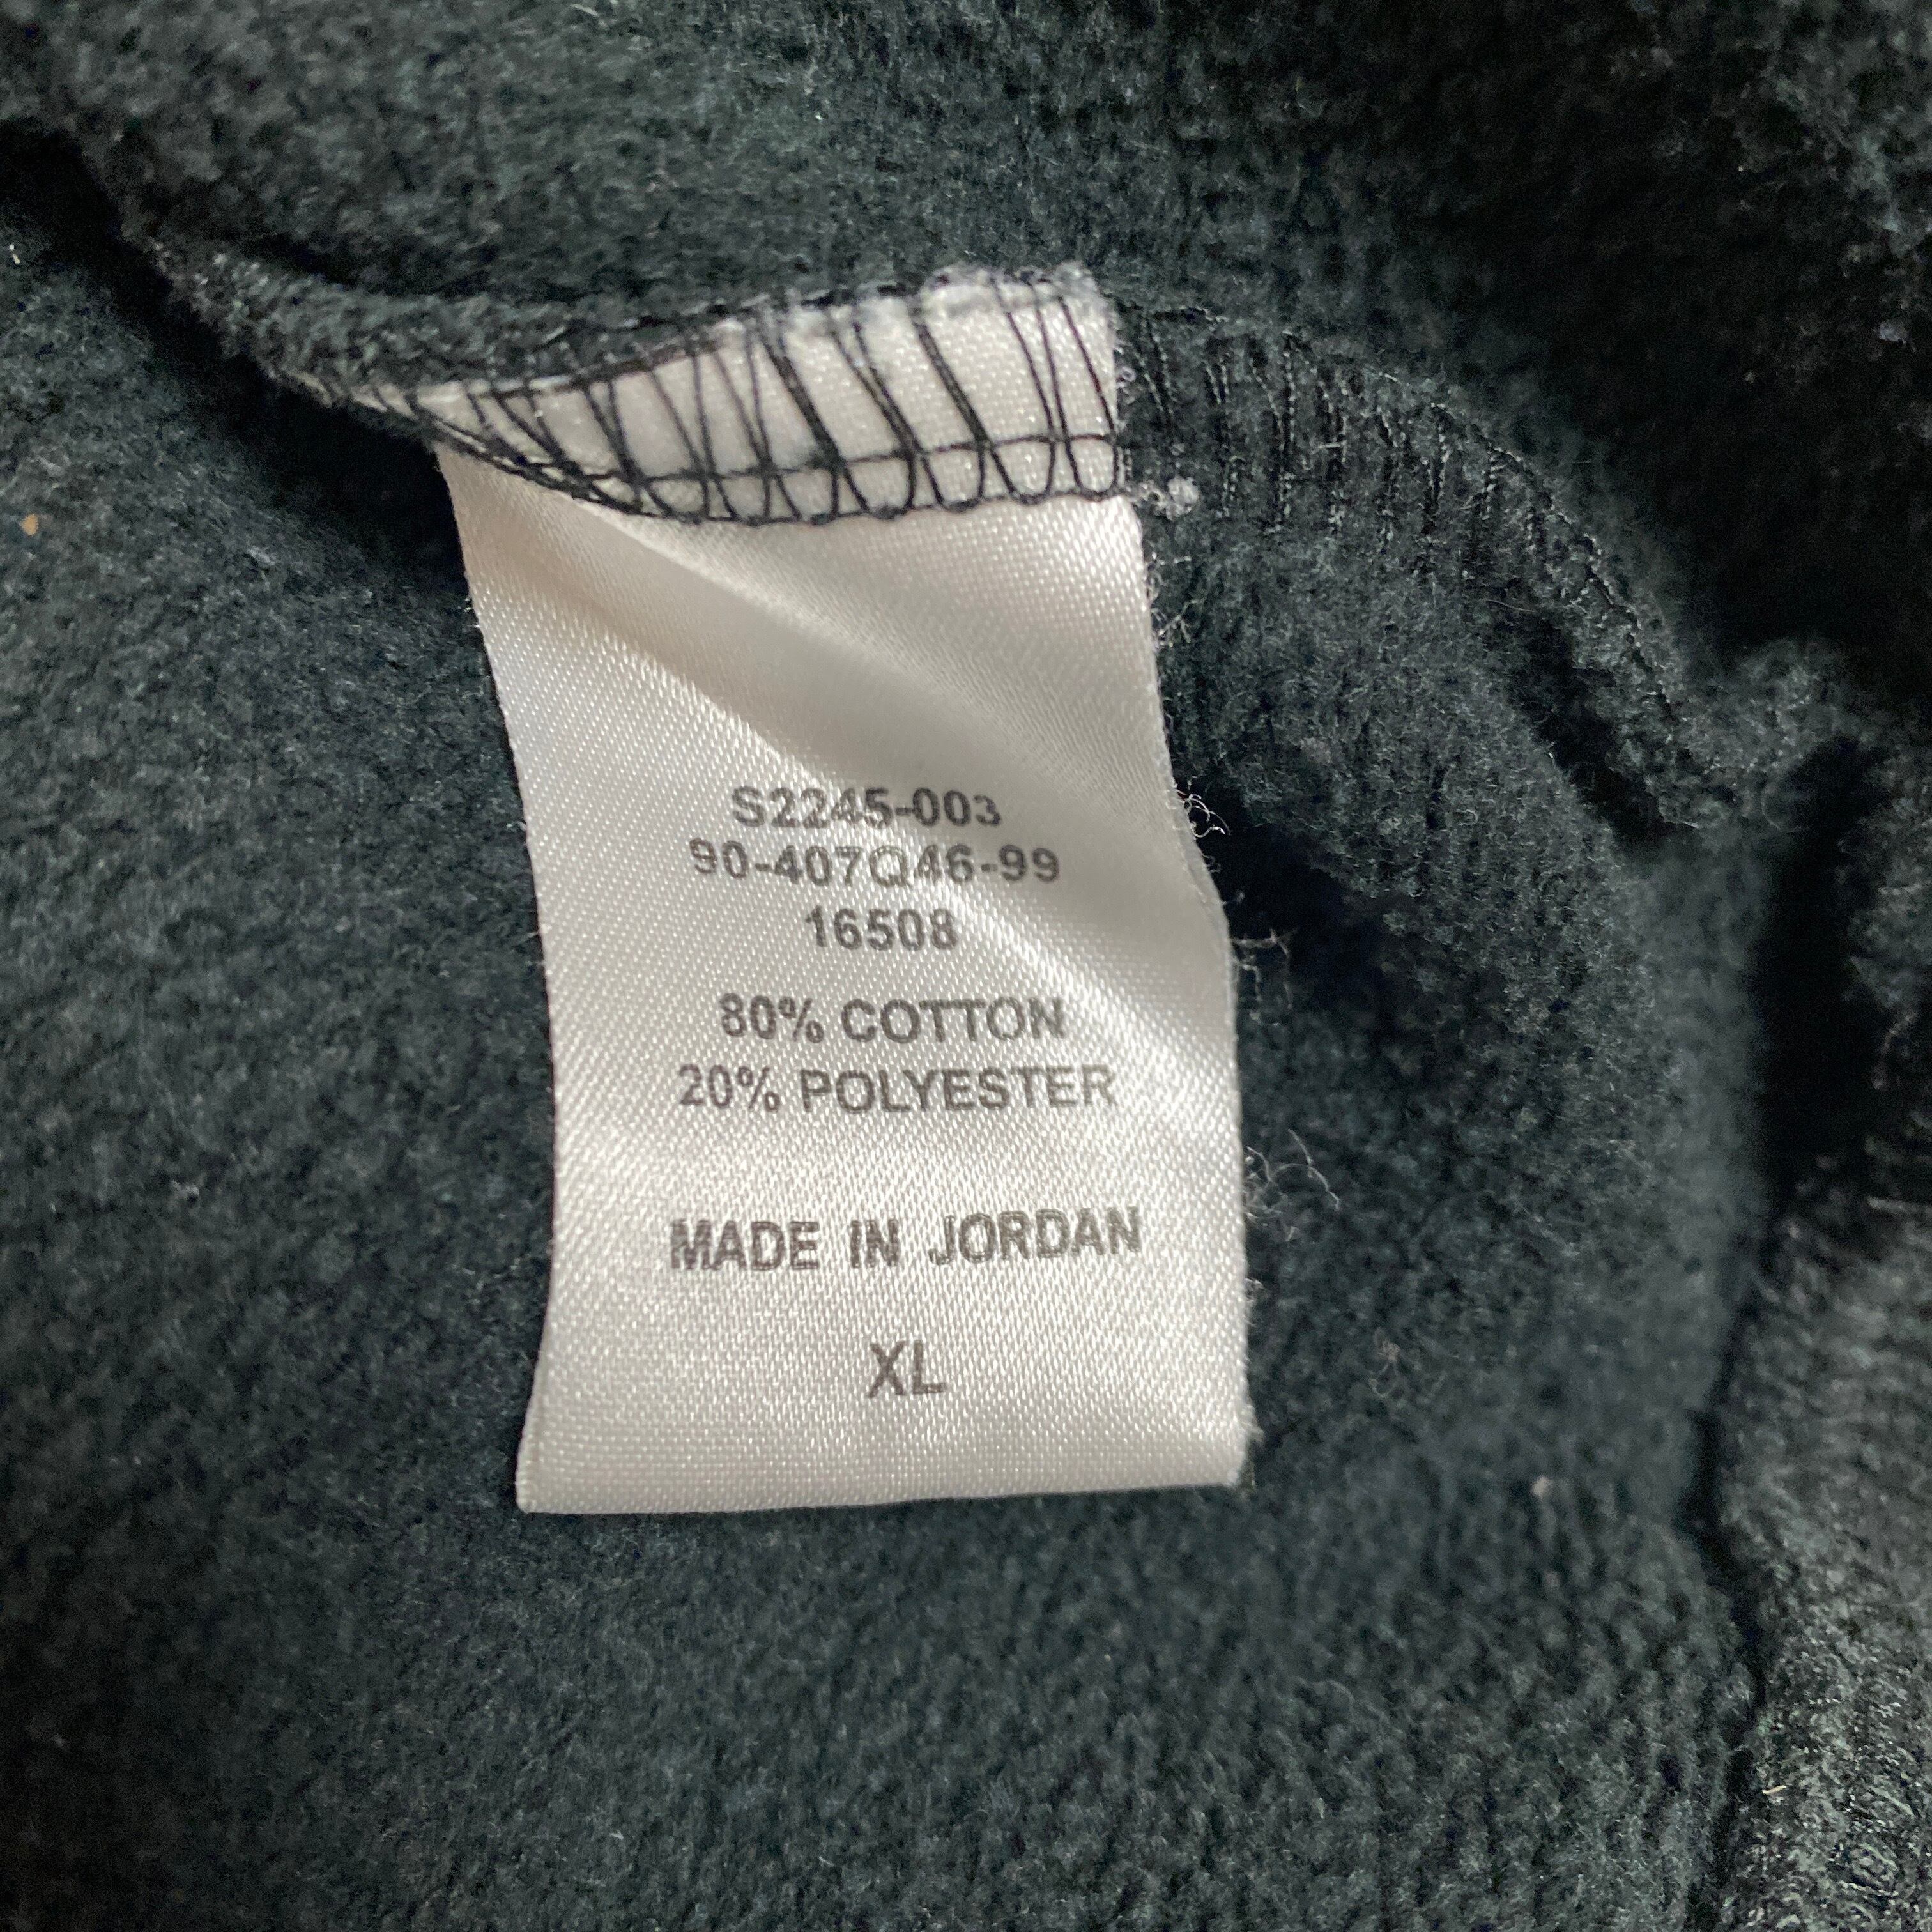 S2245-003
90-407Q46-99
16508
80% COTTON
20% POLYESTER
MADE IN JORDAN
XL